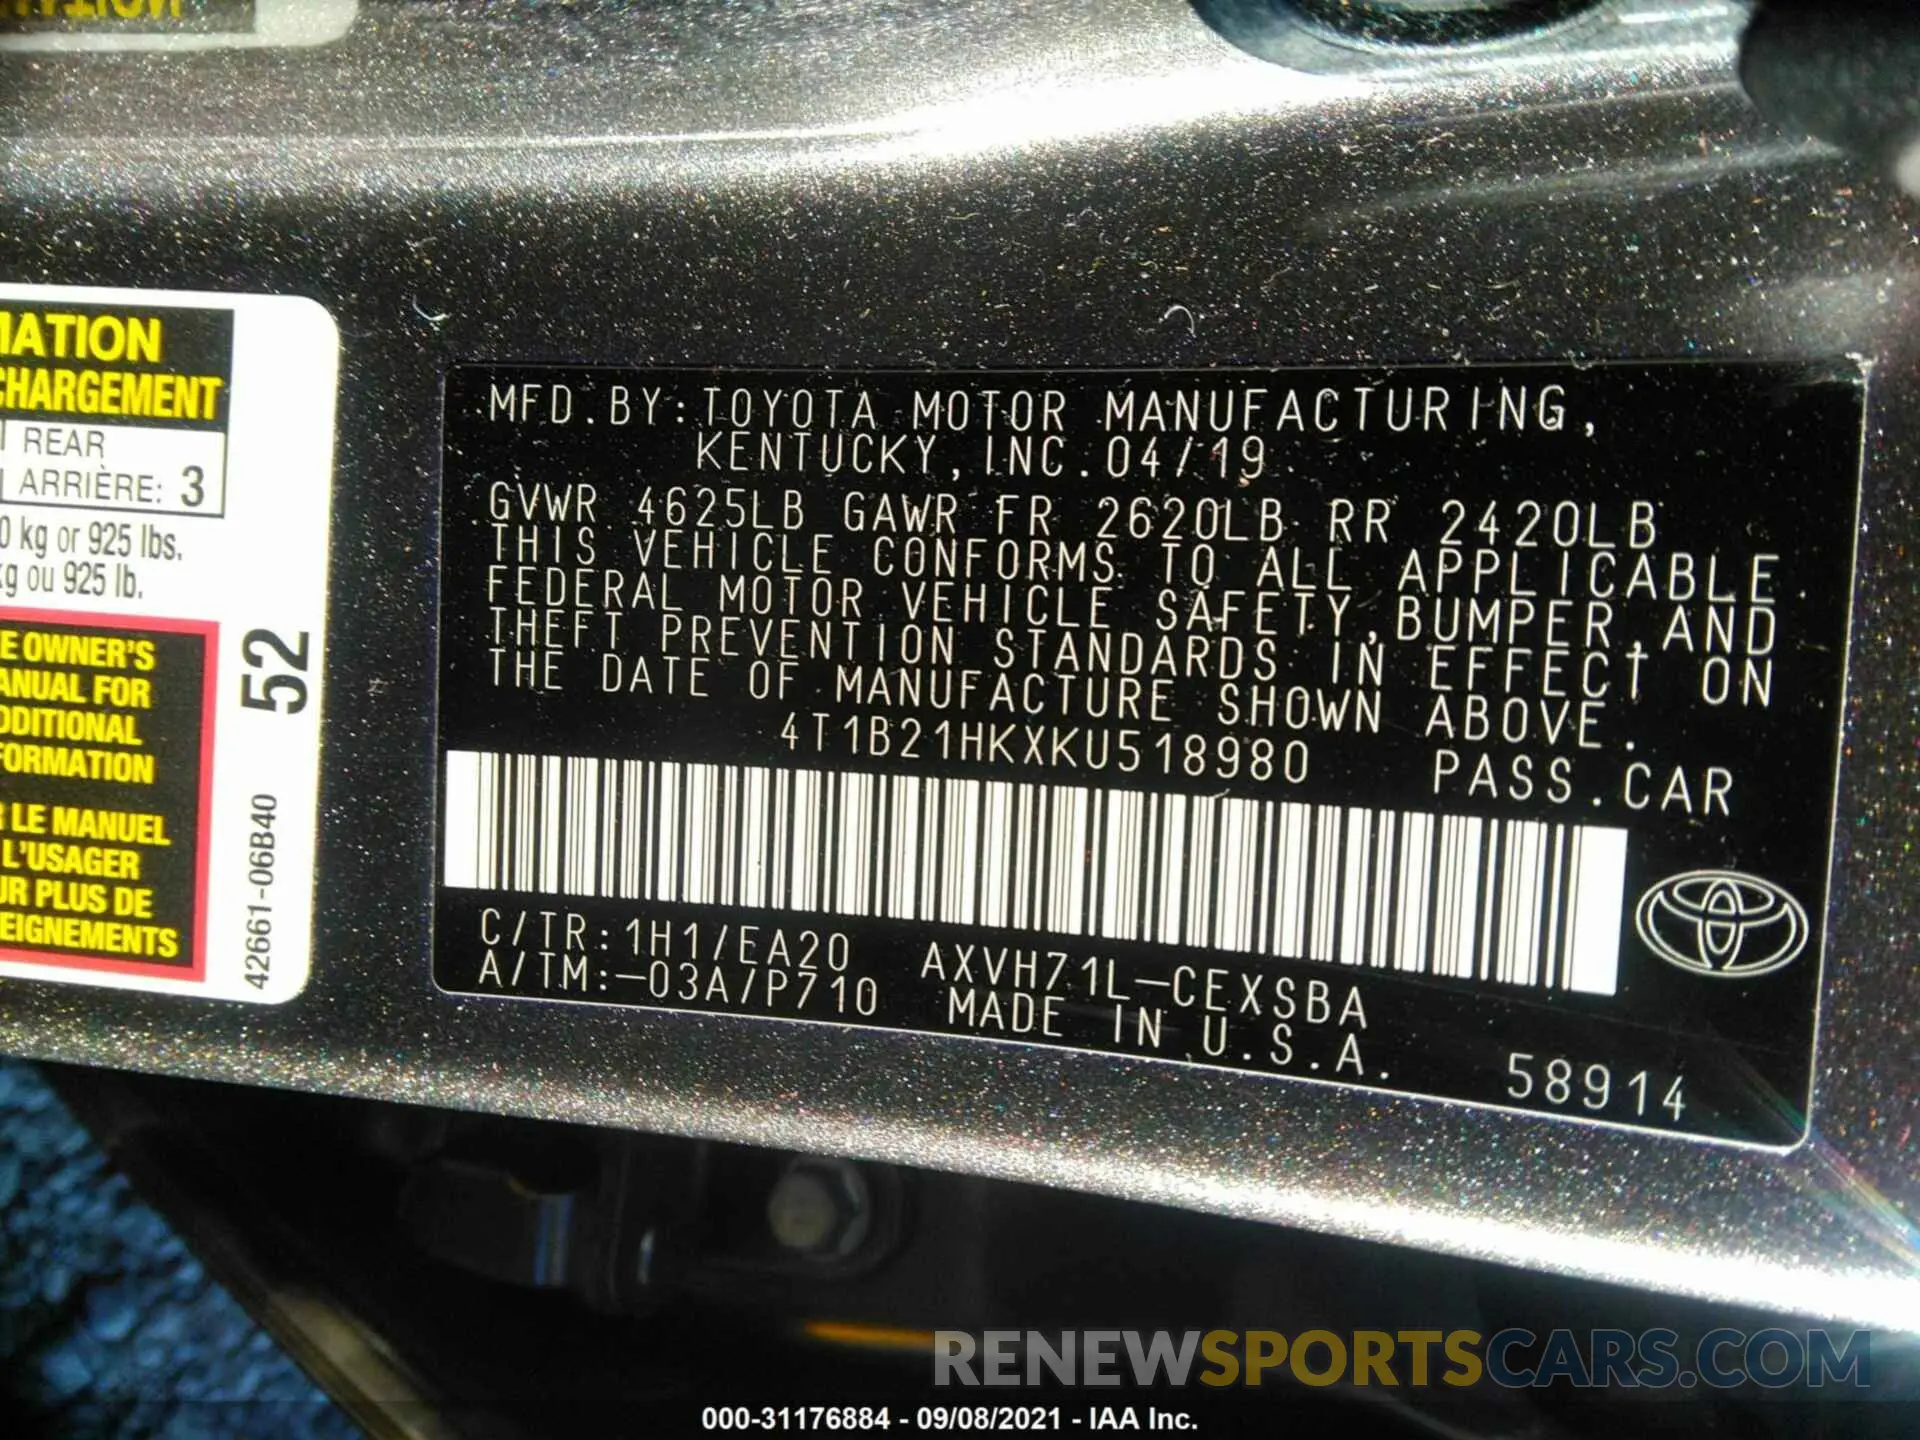 MATION
CHARGEMENT
REAR
ARRIÈRE: 3
0 kg or 925 lbs.
kg ou 925 lb.
E OWNER'S
ANUAL FOR
DDITIONAL
FORMATION
R LE MANUEL
L'USAGER
UR PLUS DE
EIGNEMENTS
52
42661-06B40
MFD.BY:TOYOTA MOTOR MANUFACTURING,
KENTUCKY,INC.04/19
GVWR 4625LB GAWR FR 2620LB RR 2420LB
THIS VEHICLE CONFORMS TO ALL APPLICABLE
FEDERAL MOTOR VEHICLE SAFETY,BUMPER,AND
THEFT PREVENTION STANDARDS IN EFFECT ON
THE DATE OF MANUFACTURE SHOWN ABOVE.
4T1B21HKXKU518980 PASS.CAR
C/TR:1H1/EA20 AXVH71L-CEXSBA
A/TM:-03A/P710 MADE IN U.S.A.
58914
RENEWSPORTSCARS.COM
000-31176884 - 09/08/2021 - IAA Inc.